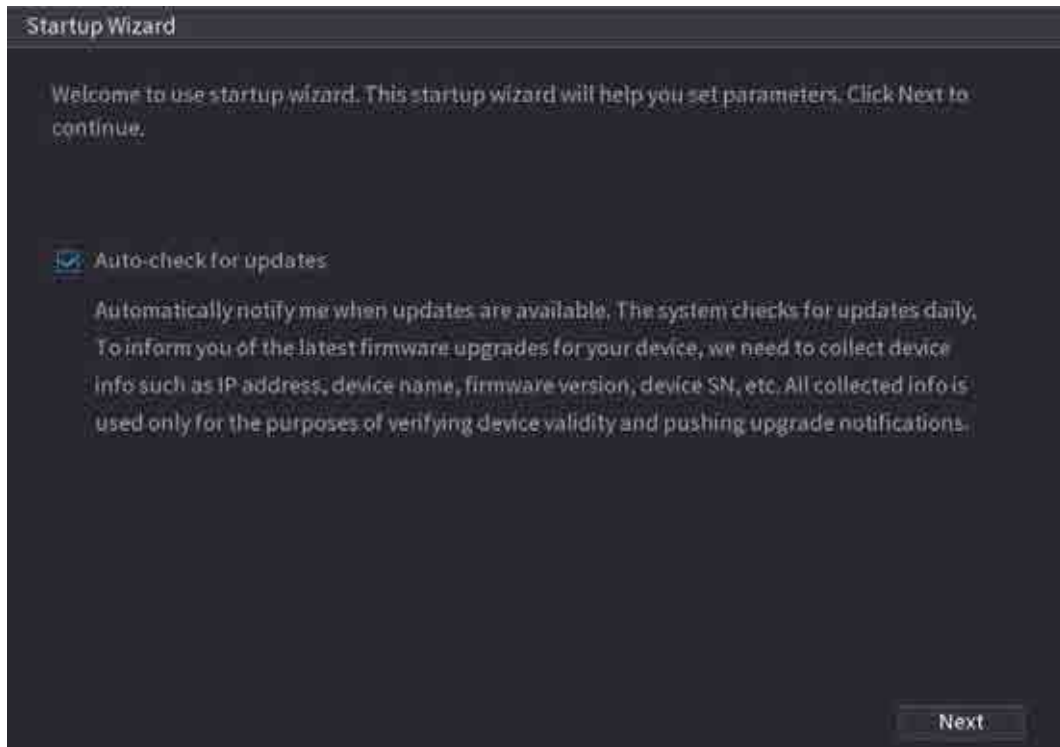 Startup Wizard
Welcome to use startup wizard. This startup wizard will help you set parameters. Click Next to
continue.
Auto-check for updates
Automatically notify me when updates are available. The system checks for updates daily.
To inform you of the latest firmware upgrades for your device, we need to collect device
info such as IP address, device name, firmware version, device SN, etc. All collected info is
used only for the purposes of verifying device validity and pushing upgrade notifications.
Next